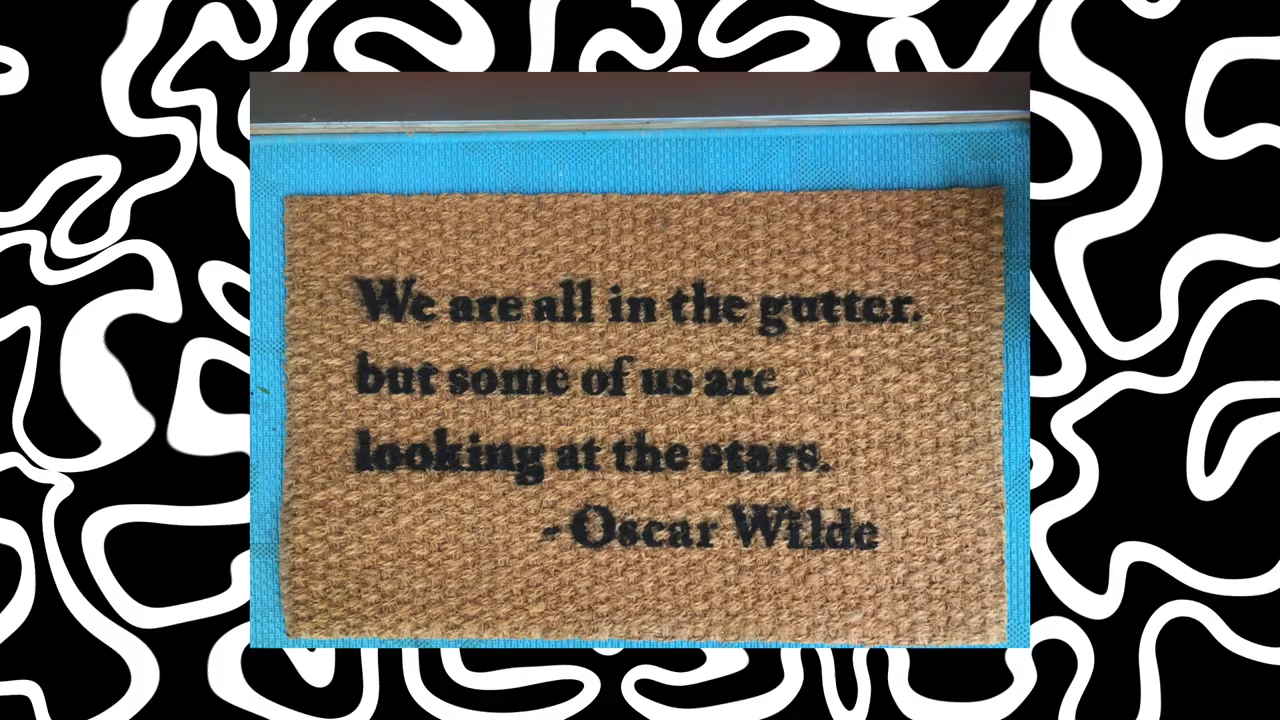 We are all in the gutter.
but some of us are
looking at the stars.
- Oscar Wilde